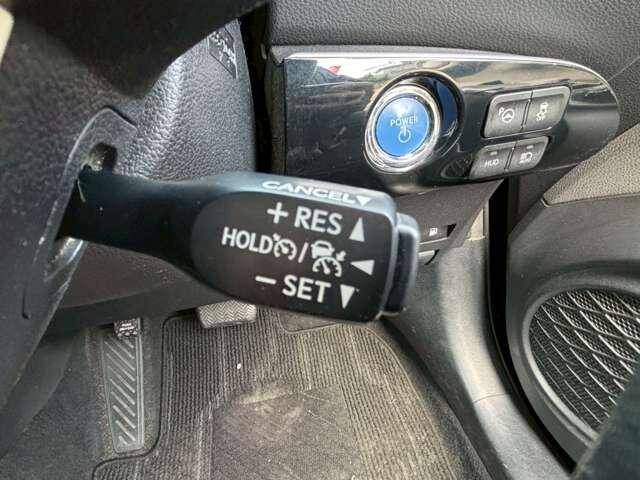 CANCEL▼
+ RES ▲
HOLD / ◀
− SET ▼
POWER
HUD